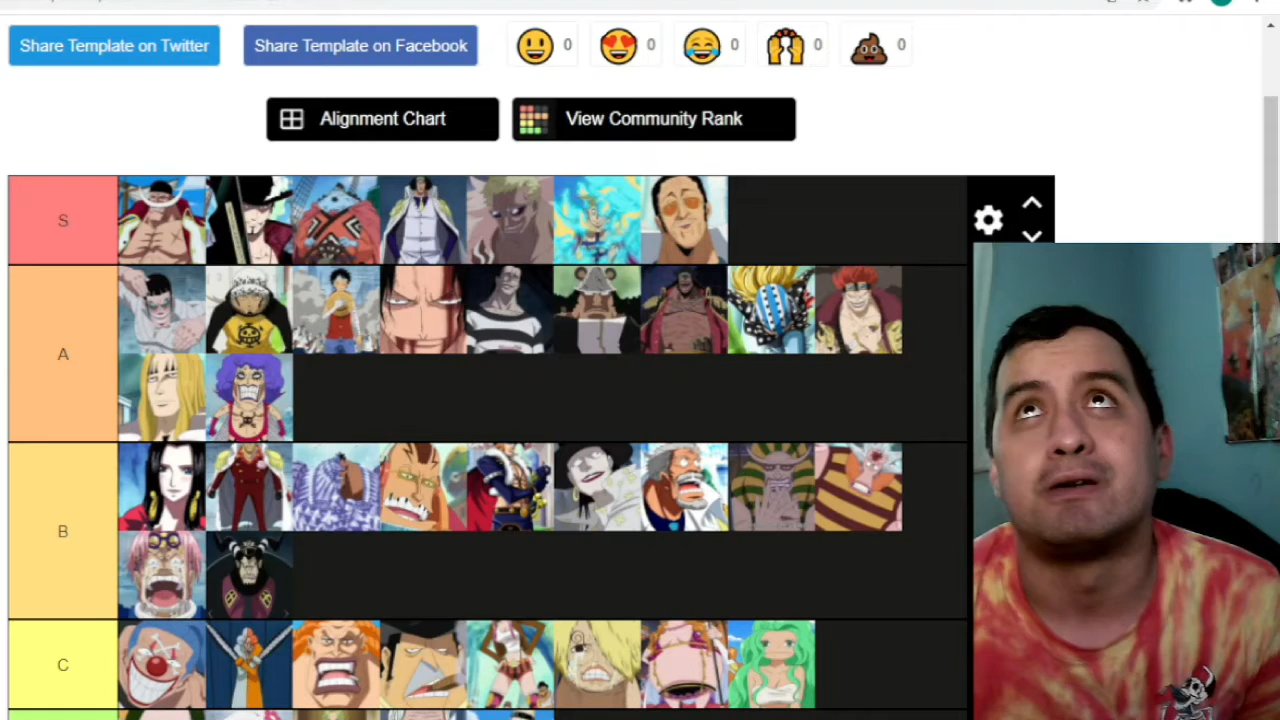 Share Template on Twitter
Share Template on Facebook
0
0
0
0
0
Alignment Chart
View Community Rank
S
A
B
C